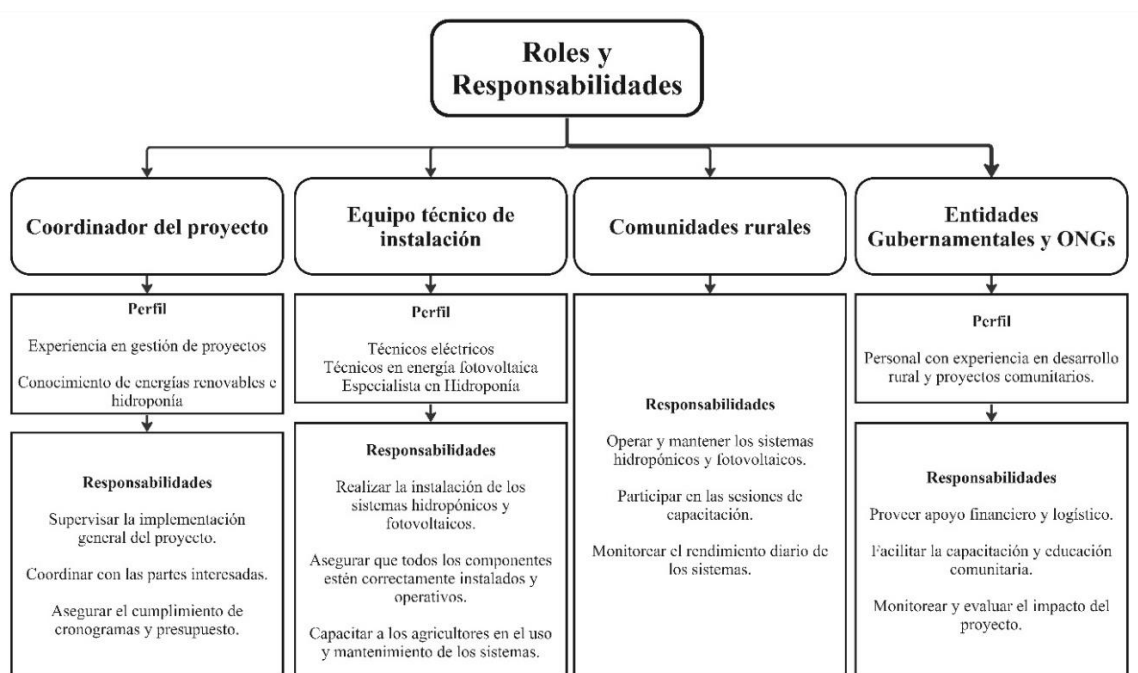 Roles y
Responsabilidades
Coordinador del proyecto
Perfil
Experiencia en gestión de proyectos
Conocimiento de energías renovables e
hidroponía
Responsabilidades
Supervisar la implementación
general del proyecto.
Coordinar con las partes interesadas.
Asegurar el cumplimiento de
cronogramas y presupuesto.
Equipo técnico de
instalación
Perfil
Técnicos eléctricos
Técnicos en energía fotovoltaica
Especialista en Hidroponía
Responsabilidades
Realizar la instalación de los
sistemas hidropónicos y
fotovoltaicos.
Asegurar que todos los componentes
estén correctamente instalados y
operativos.
Capacitar a los agricultores en el uso
y mantenimiento de los sistemas.
Comunidades rurales
Responsabilidades
Operar y mantener los sistemas
hidropónicos y fotovoltaicos.
Participar en las sesiones de
capacitación.
Monitorear el rendimiento diario de
los sistemas.
Entidades
Gubernamentales y ONGs
Perfil
Personal con experiencia en desarrollo
rural y proyectos comunitarios.
Responsabilidades
Proveer apoyo financiero y logístico.
Facilitar la capacitación y educación
comunitaria.
Monitorear y evaluar el impacto del
proyecto.